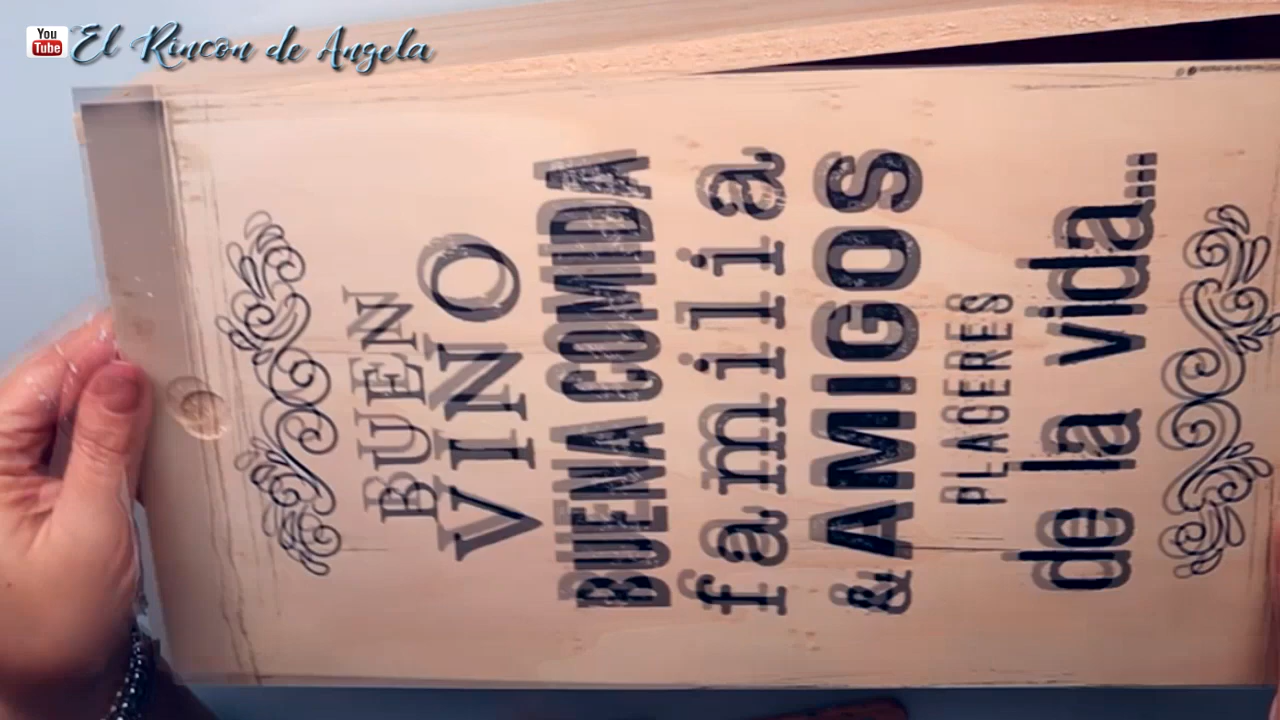 You
Tube
El Rincón de Angela
BUEN
VINO
BUENA COMIDA
familia
& AMIGOS
PLACERES
de la vida...